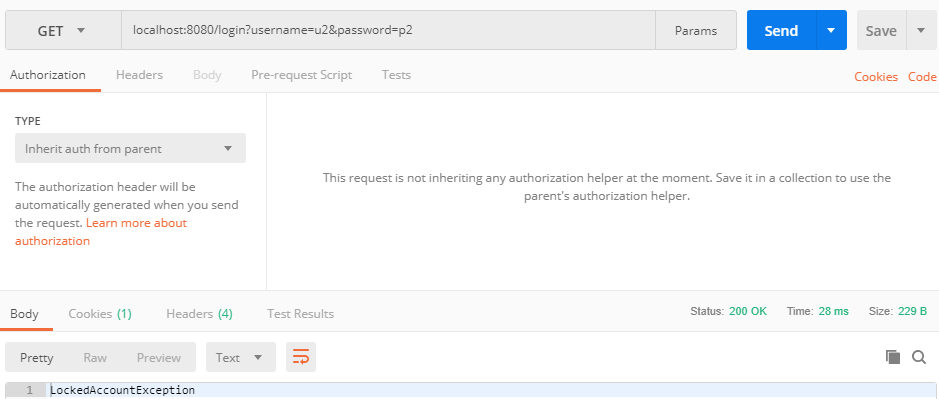 GET localhost:8080/login?username=u2&password=p2 Params Send Save
Authorization Headers Body Pre-request Script Tests Cookies Code
TYPE
Inherit auth from parent
The authorization header will be
automatically generated when you send
the request. Learn more about
authorization
This request is not inheriting any authorization helper at the moment. Save it in a collection to use the
parent's authorization helper.
Body Cookies (1) Headers (4) Test Results Status: 200 OK Time: 28 ms Size: 229 B
Pretty Raw Preview Text
1 LockedAccountException